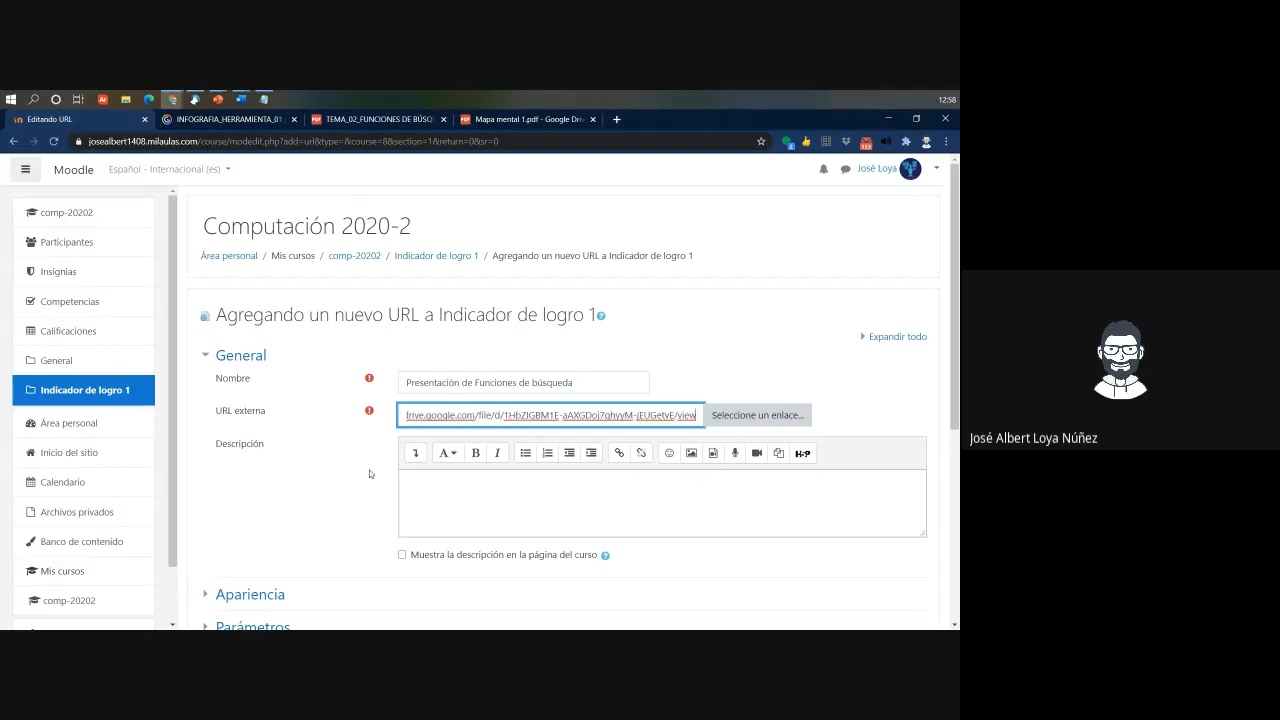 12:58
Editando URL
INFOGRAFIA_HERRAMIENTA_01
TEMA_02_FUNCIONES DE BÚSQ
Mapa mental 1.pdf - Google Driv
josealbert1408.milaulas.com/course/modedit.php?add=url&type=&course=8&section=1&return=0&sr=0
Moodle
Español - Internacional (es)
José Loya
comp-20202
Participantes
Insignias
Competencias
Calificaciones
General
Indicador de logro 1
Área personal
Inicio del sitio
Calendario
Archivos privados
Banco de contenido
Mis cursos
comp-20202
Computación 2020-2
Área personal / Mis cursos / comp-20202 / Indicador de logro 1 / Agregando un nuevo URL a Indicador de logro 1
Agregando un nuevo URL a Indicador de logro 1
Expandir todo
General
Nombre
Presentación de Funciones de búsqueda
URL externa
Seleccione un enlace...
Descripción
A
B
I
H-P
Muestra la descripción en la página del curso
Apariencia
Parámetros
José Albert Loya Núñez